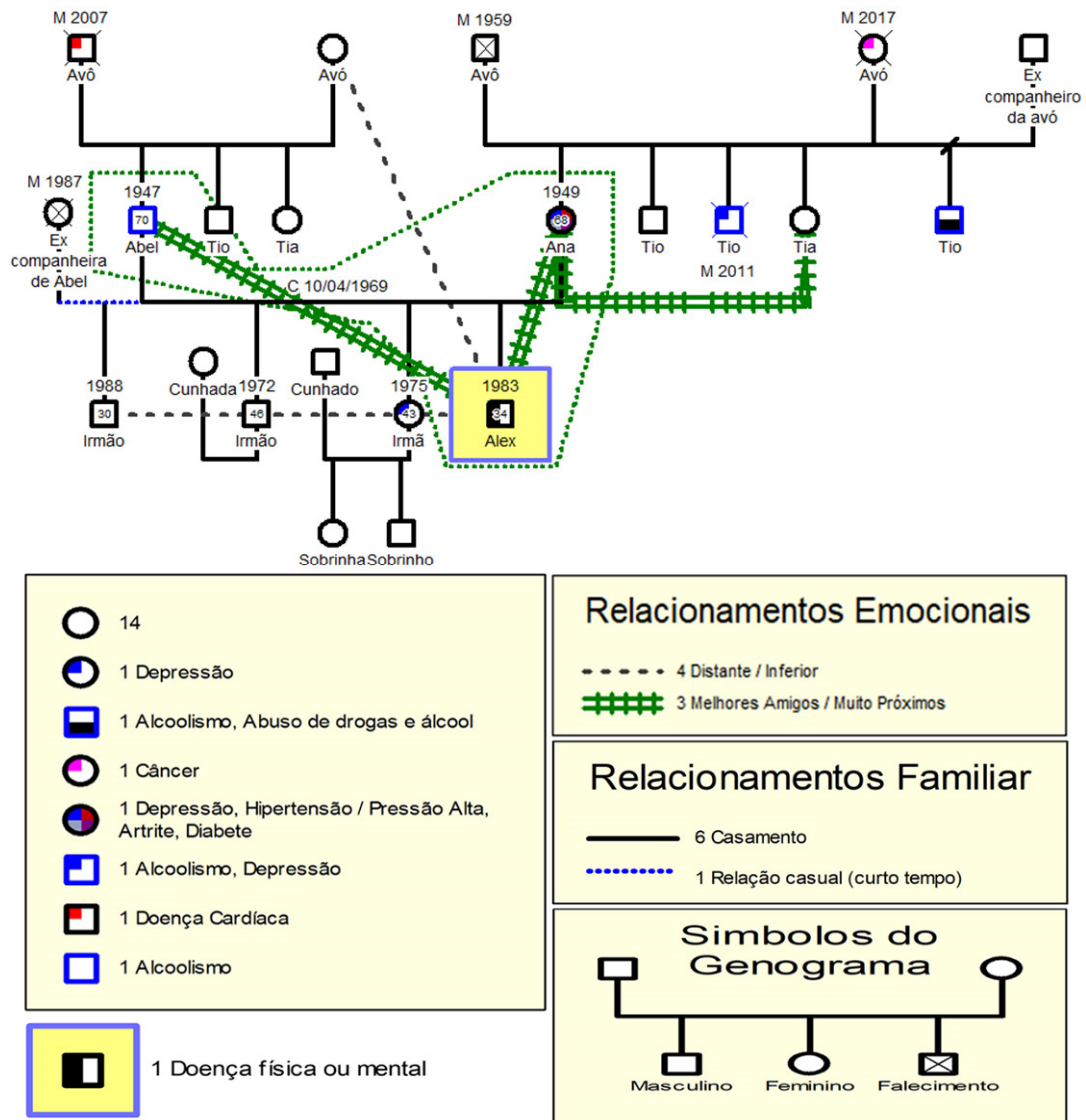 M 2007
M 1959
M 2017
Avô
Avó
Avô
Avó
Ex
companheiro
da avó
M 1987
1947
1949
70
68
Ex
companheira
de Abel
Abel
Tio
Tia
Ana
Tio
Tio
Tia
Tio
M 2011
C 10/04/1969
Cunhada
Cunhado
1988
1972
1975
1983
30
46
43
34
Irmão
Irmão
Irmã
Alex
Sobrinha
Sobrinho
14
1 Depressão
1 Alcoolismo, Abuso de drogas e álcool
1 Câncer
1 Depressão, Hipertensão / Pressão Alta,
Artrite, Diabete
1 Alcoolismo, Depressão
1 Doença Cardíaca
1 Alcoolismo
1 Doença física ou mental
Relacionamentos Emocionais
4 Distante / Inferior
3 Melhores Amigos / Muito Próximos
Relacionamentos Familiar
6 Casamento
1 Relação casual (curto tempo)
Simbolos do
Genograma
Masculino
Feminino
Falecimento